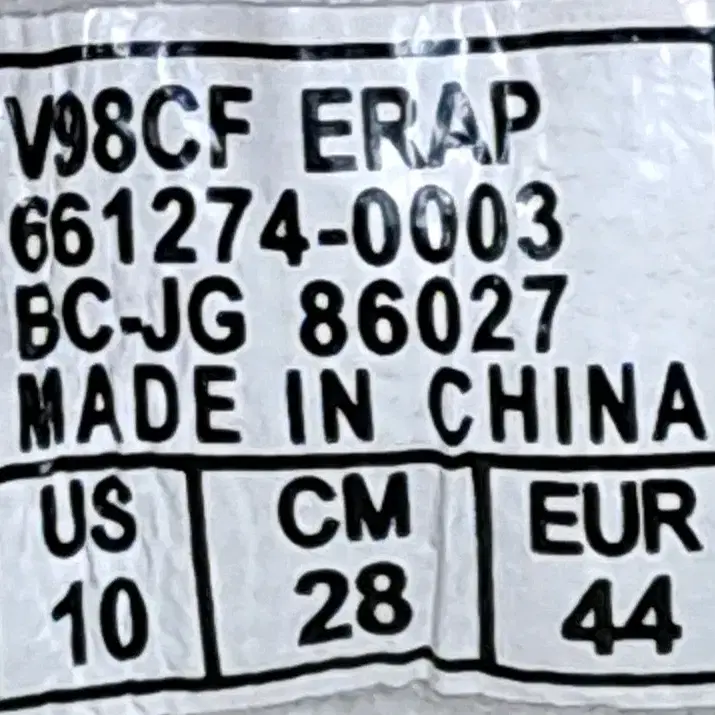 V98CF ERAP
661274-0003
BC-JG 86027
MADE IN CHINA
US CM EUR
10 28 44